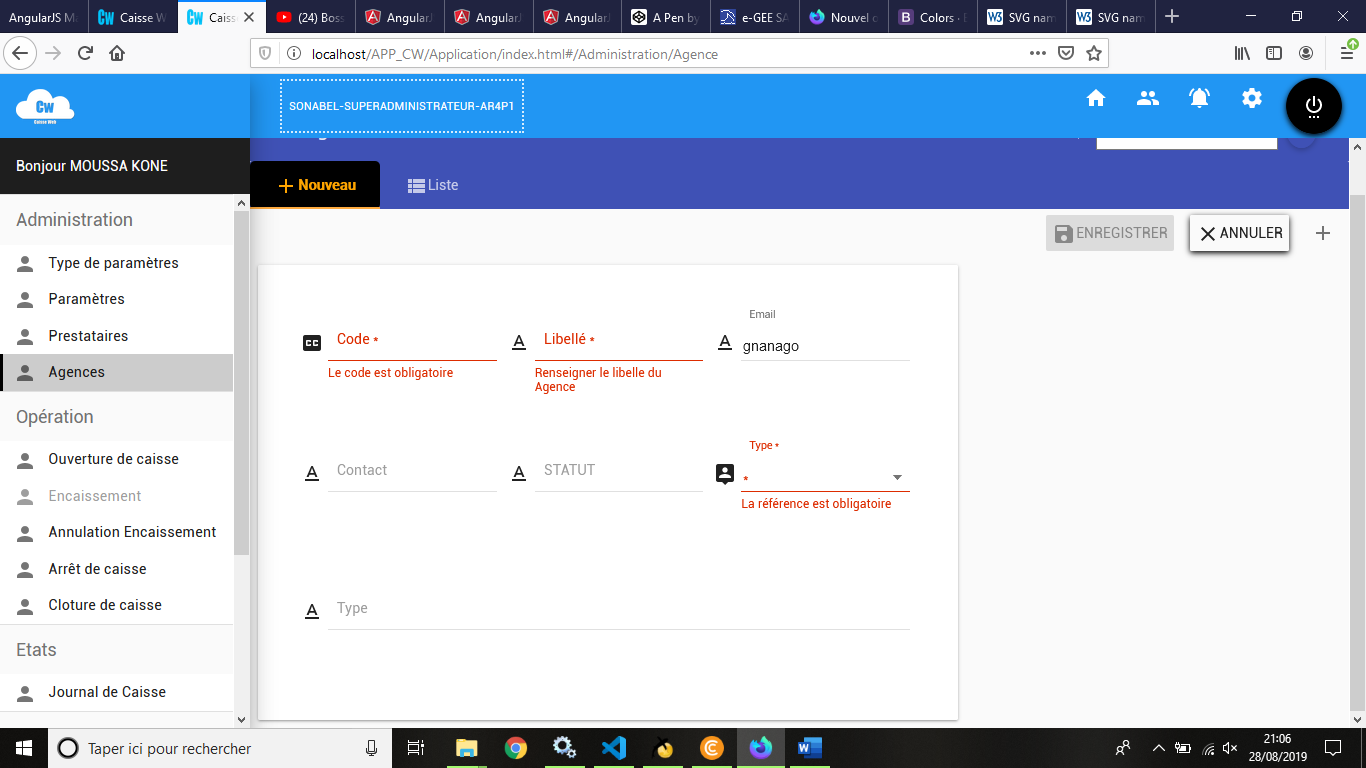 AngularJS Ma
Caisse W
Caisse
(24) Boss
AngularJ
AngularJ
AngularJ
A Pen by
e-GEE SA
Nouvel o
Colors · B
SVG nam
SVG nam
localhost/APP_CW/Application/index.html#/Administration/Agence
Cw
Caisse Web
SONABEL-SUPERADMINISTRATEUR-AR4P1
Bonjour MOUSSA KONE
Nouveau
Liste
Administration
ENREGISTRER
ANNULER
Type de paramètres
Paramètres
Prestataires
Agences
Opération
Ouverture de caisse
Encaissement
Annulation Encaissement
Arrêt de caisse
Cloture de caisse
Etats
Journal de Caisse
CC
Code *
Le code est obligatoire
A
Libellé *
Renseigner le libelle du
Agence
A
Email
gnanago
A
Contact
A
STATUT
Type *
*
La référence est obligatoire
A
Type
Taper ici pour rechercher
21:06
28/08/2019